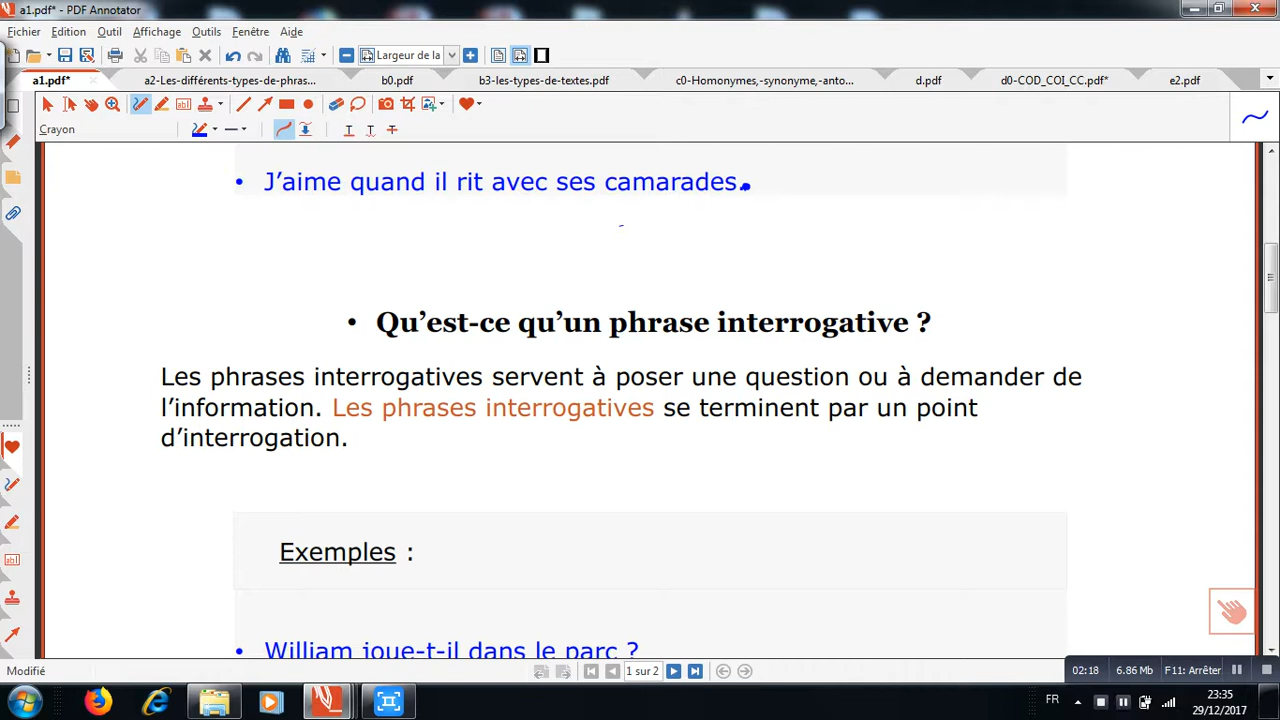 a1.pdf* - PDF Annotator
Fichier Edition Outil Affichage Outils Fenêtre Aide
Largeur de la
a1.pdf* a2-Les-différents-types-de-phras... b0.pdf b3-les-types-de-textes.pdf c0-Homonymes,-synonyme,-anto... d.pdf d0-COD_COI_CC.pdf* e2.pdf
Crayon
• J’aime quand il rit avec ses camarades.
• Qu’est-ce qu’un phrase interrogative ?
Les phrases interrogatives servent à poser une question ou à demander de
l’information. Les phrases interrogatives se terminent par un point
d’interrogation.
Exemples :
• William joue-t-il dans le parc ?
Modifié 1 sur 2 02:18 6.86 Mb F11: Arrêter
FR 23:35
29/12/2017